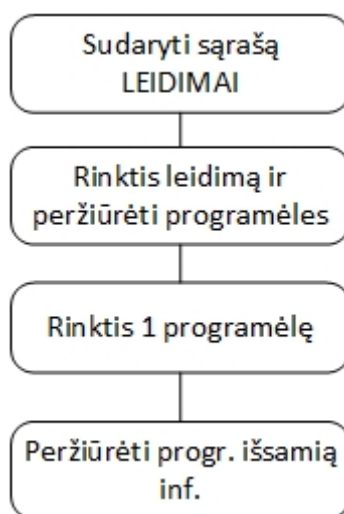 Sudaryti sąrašą
LEIDIMAI
Rinktis leidimą ir
peržiūrėti programėles
Rinktis 1 programėlę
Peržiūrėti progr. išsamią
inf.